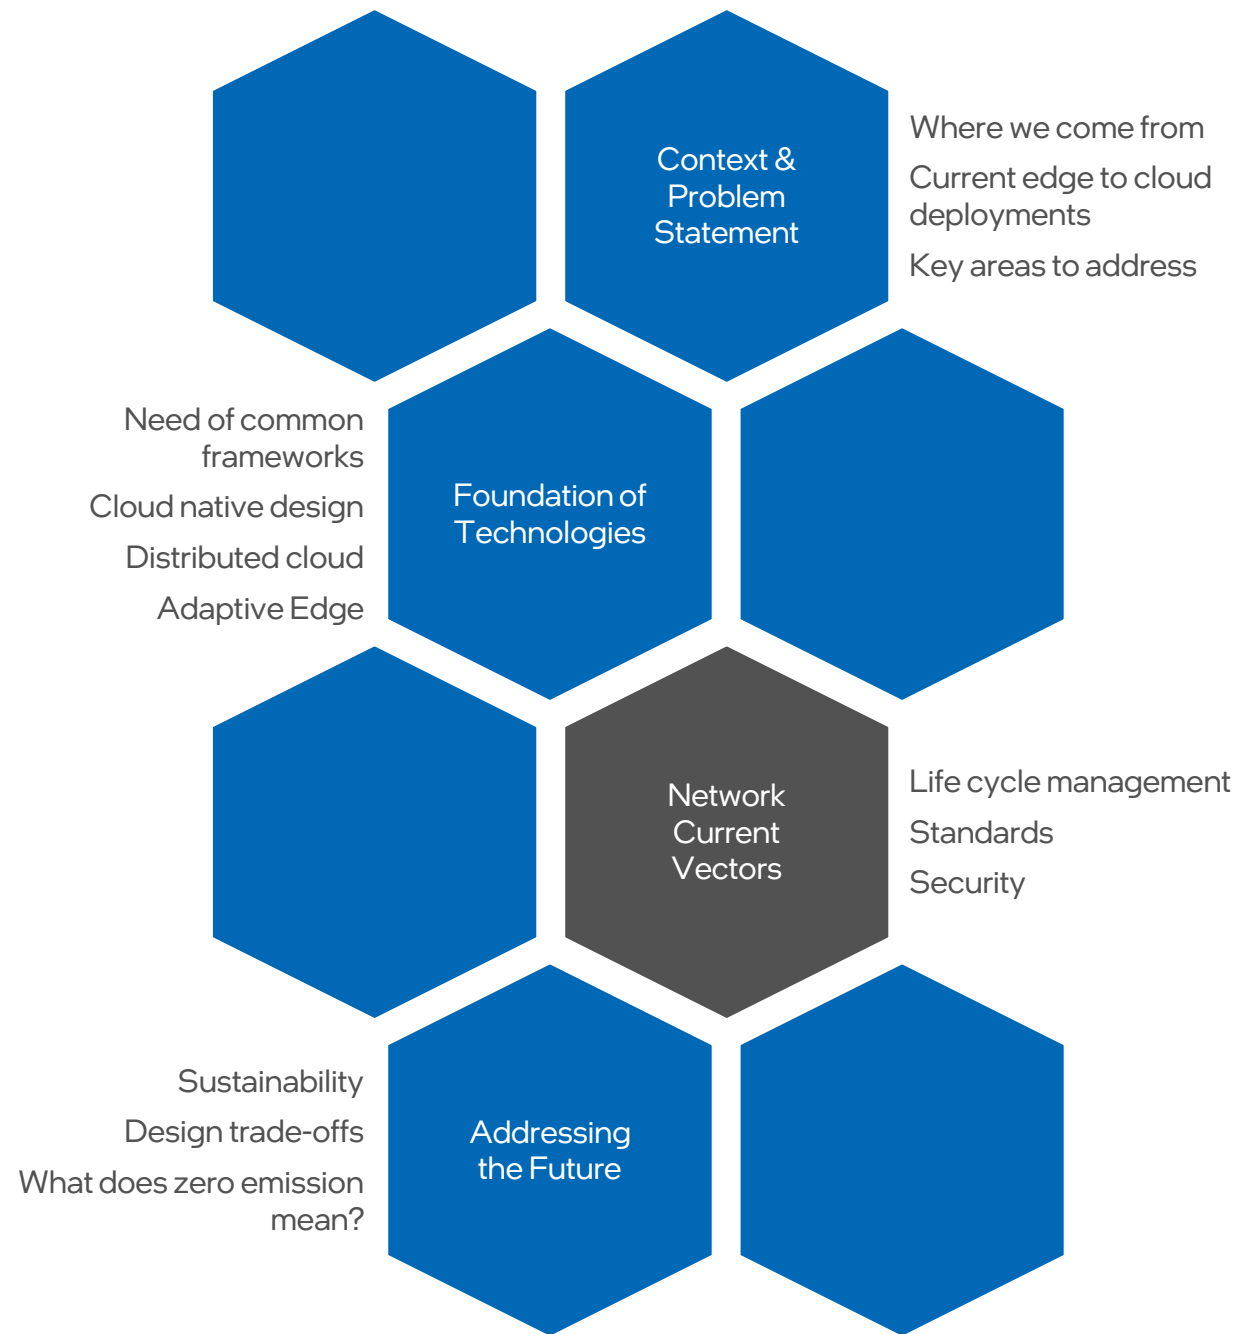 Context &
Problem
Statement
Where we come from
Current edge to cloud
deployments
Key areas to address
Need of common
frameworks
Cloud native design
Distributed cloud
Adaptive Edge
Foundation of
Technologies
Network
Current
Vectors
Life cycle management
Standards
Security
Sustainability
Design trade-offs
What does zero emission
mean?
Addressing
the Future